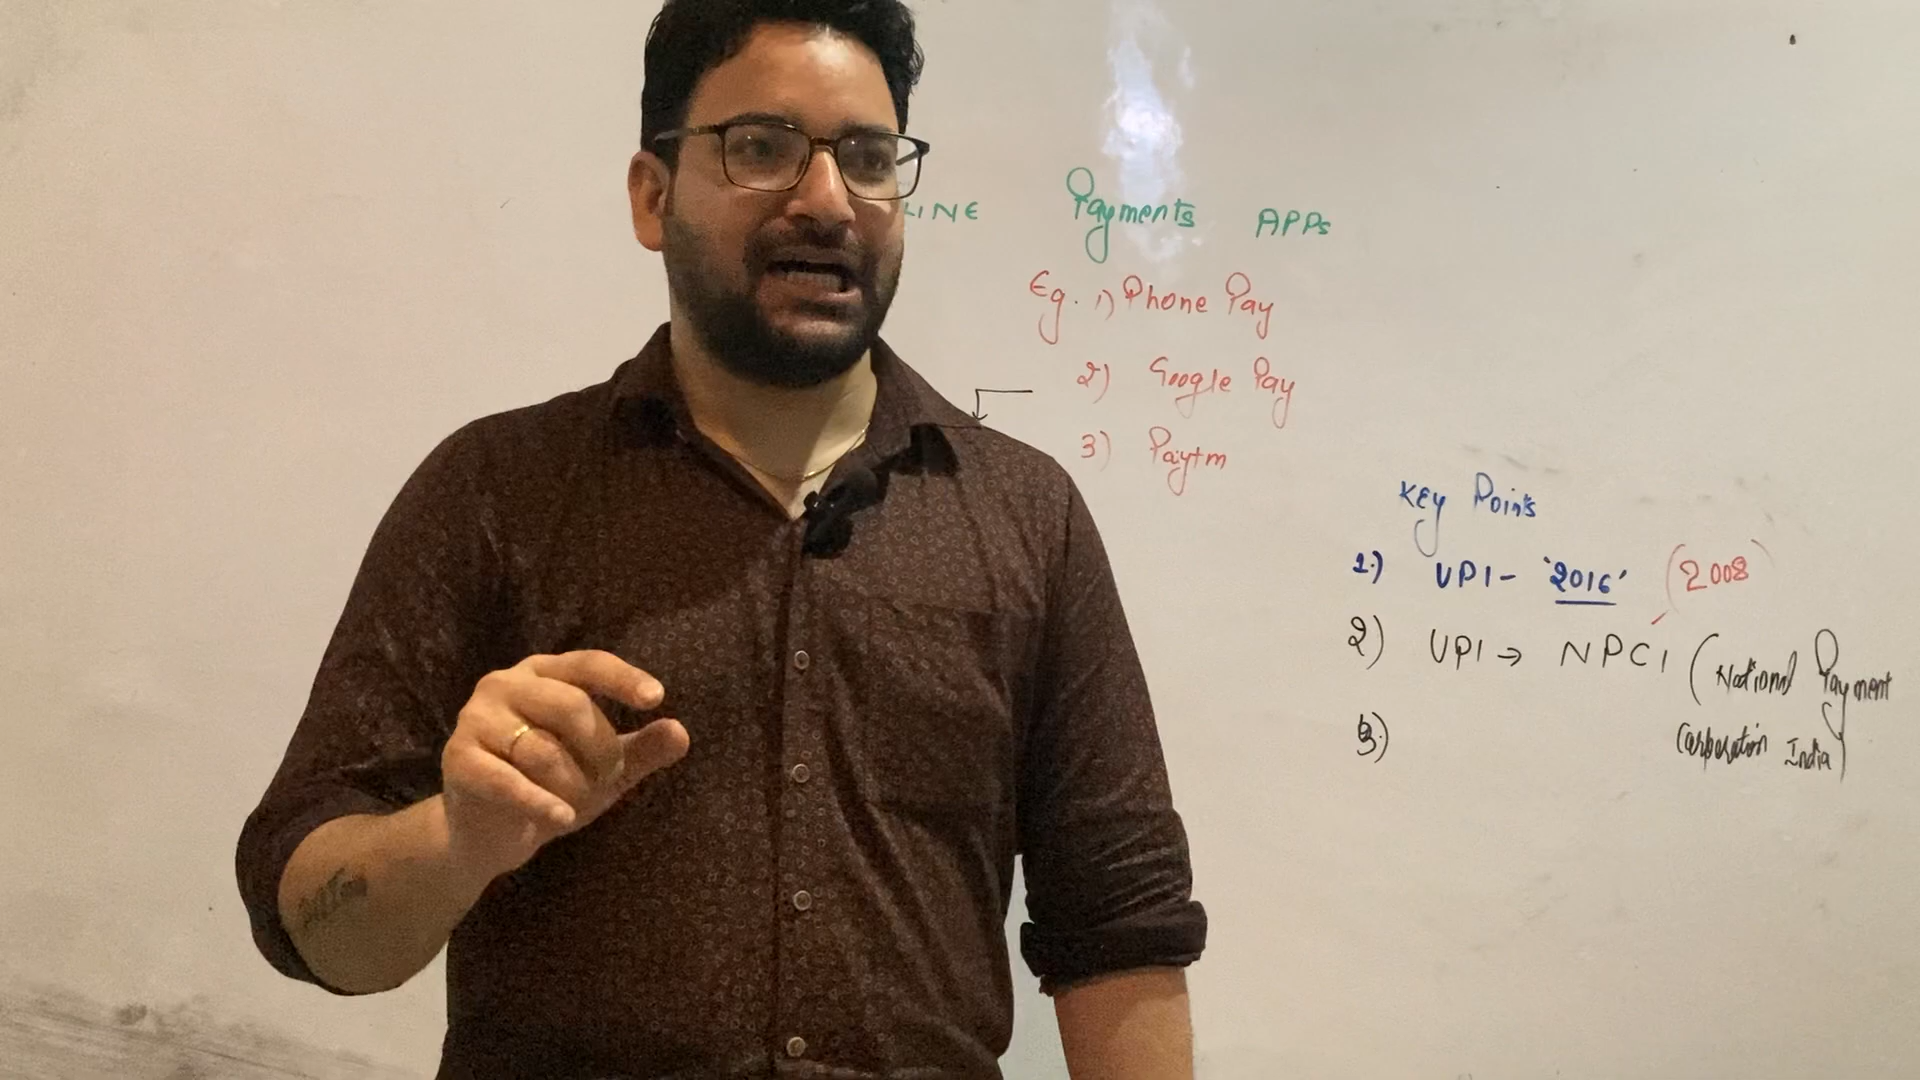 LINE Payments APPs
Eg. 1) Phone Pay
2) Google Pay
3) Paytm
Key Points
1.) UPI- '2016' (2008)
2) UPI → NPCI (National Payment
Corporation India)
3.)